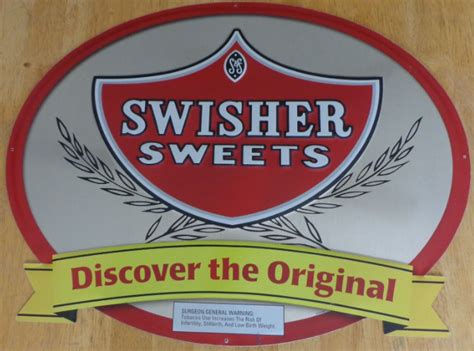 S&S
SWISHER
SWEETS
Discover the Original
SURGEON GENERAL WARNING:
Tobacco Use Increases The Risk Of
Infertility, Stillbirth, And Low Birth Weight.